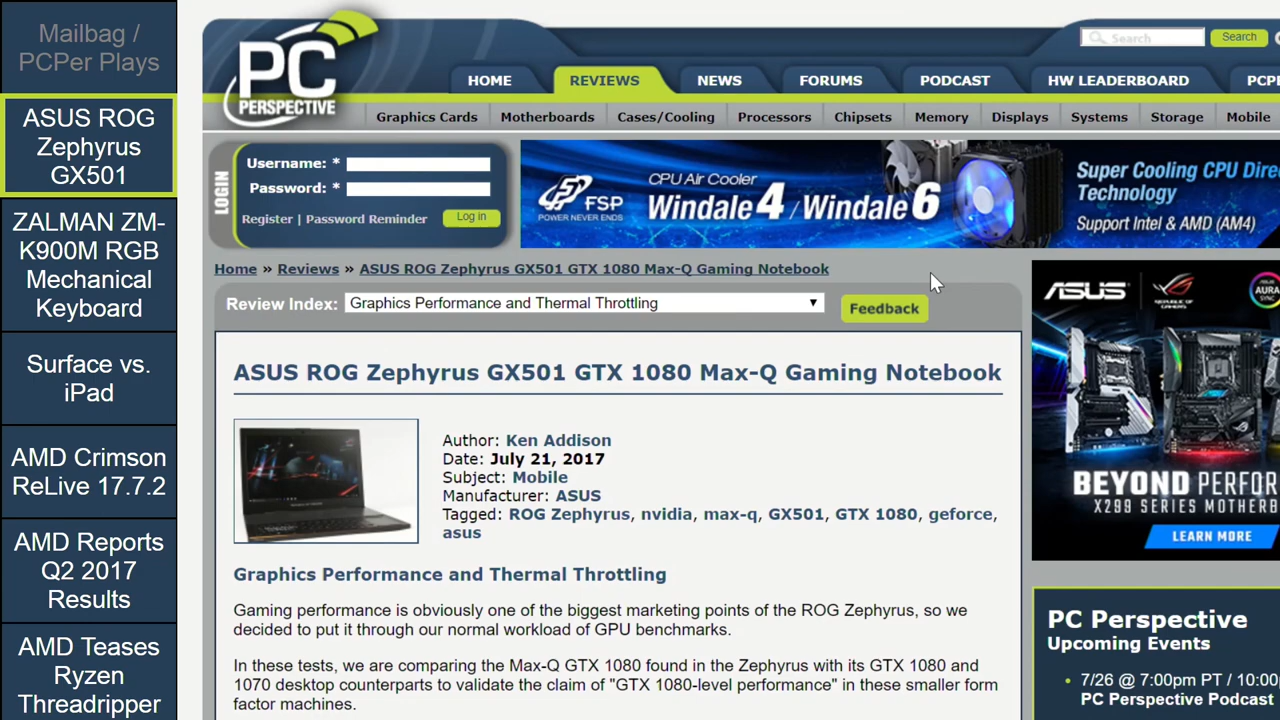 Mailbag /
PCPer Plays
ASUS ROG
Zephyrus
GX501
ZALMAN ZM-
K900M RGB
Mechanical
Keyboard
Surface vs.
iPad
AMD Crimson
ReLive 17.7.2
AMD Reports
Q2 2017
Results
AMD Teases
Ryzen
Threadripper
PC
PERSPECTIVE
Search Search
HOME REVIEWS NEWS FORUMS PODCAST HW LEADERBOARD PCP
Graphics Cards Motherboards Cases/Cooling Processors Chipsets Memory Displays Systems Storage Mobile
LOGIN
Username: *
Password: *
Register | Password Reminder Log in
FSP
POWER NEVER ENDS
CPU Air Cooler
Windale 4 / Windale 6
Super Cooling CPU Dire
Technology
Support Intel & AMD (AM4)
Home » Reviews » ASUS ROG Zephyrus GX501 GTX 1080 Max-Q Gaming Notebook
Review Index: Graphics Performance and Thermal Throttling Feedback
ASUS ROG Zephyrus GX501 GTX 1080 Max-Q Gaming Notebook
Author: Ken Addison
Date: July 21, 2017
Subject: Mobile
Manufacturer: ASUS
Tagged: ROG Zephyrus, nvidia, max-q, GX501, GTX 1080, geforce,
asus
Graphics Performance and Thermal Throttling
Gaming performance is obviously one of the biggest marketing points of the ROG Zephyrus, so we
decided to put it through our normal workload of GPU benchmarks.
In these tests, we are comparing the Max-Q GTX 1080 found in the Zephyrus with its GTX 1080 and
1070 desktop counterparts to validate the claim of "GTX 1080-level performance" in these smaller form
factor machines.
ASUS
REPUBLIC OF
GAMERS
AURA
SYNC
BEYOND PERFOR
X299 SERIES MOTHERB
LEARN MORE
PC Perspective
Upcoming Events
7/26 @ 7:00pm PT / 10:00
PC Perspective Podcast